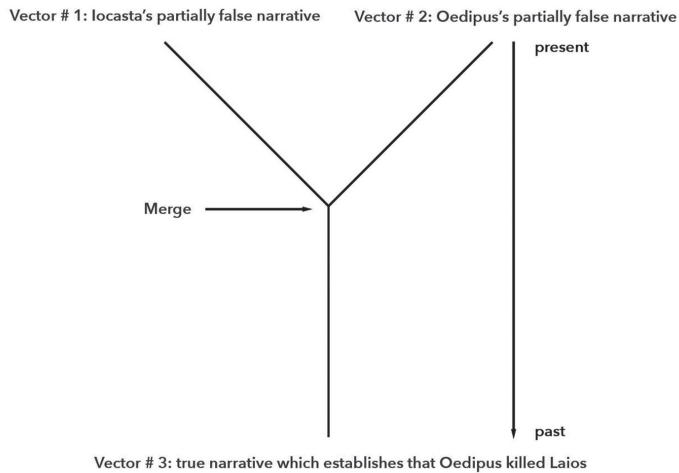 Vector # 1: Iocasta’s partially false narrative
Vector # 2: Oedipus’s partially false narrative
present
Merge
past
Vector # 3: true narrative which establishes that Oedipus killed Laios